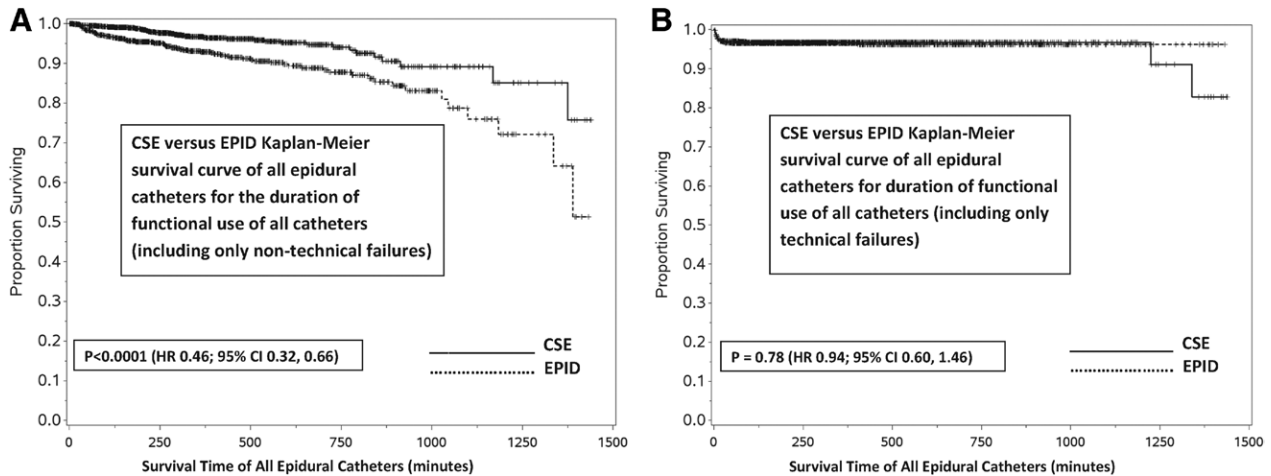 A
Proportion Surviving
1.0
0.9
0.8
0.7
0.6
0.5
0.4
0.3
0.2
0.1
0.0
CSE versus EPID Kaplan-Meier
survival curve of all epidural
catheters for the duration of
functional use of all catheters
(including only non-technical failures)
P<0.0001 (HR 0.46; 95% CI 0.32, 0.66)
CSE
EPID
0 250 500 750 1000 1250 1500
Survival Time of All Epidural Catheters (minutes)
B
Proportion Surviving
1.0
0.9
0.8
0.7
0.6
0.5
0.4
0.3
0.2
0.1
0.0
CSE versus EPID Kaplan-Meier
survival curve of all epidural
catheters for duration of functional
use of all catheters (including only
technical failures)
P = 0.78 (HR 0.94; 95% CI 0.60, 1.46)
CSE
EPID
0 250 500 750 1000 1250 1500
Survival Time of All Epidural Catheters (minutes)